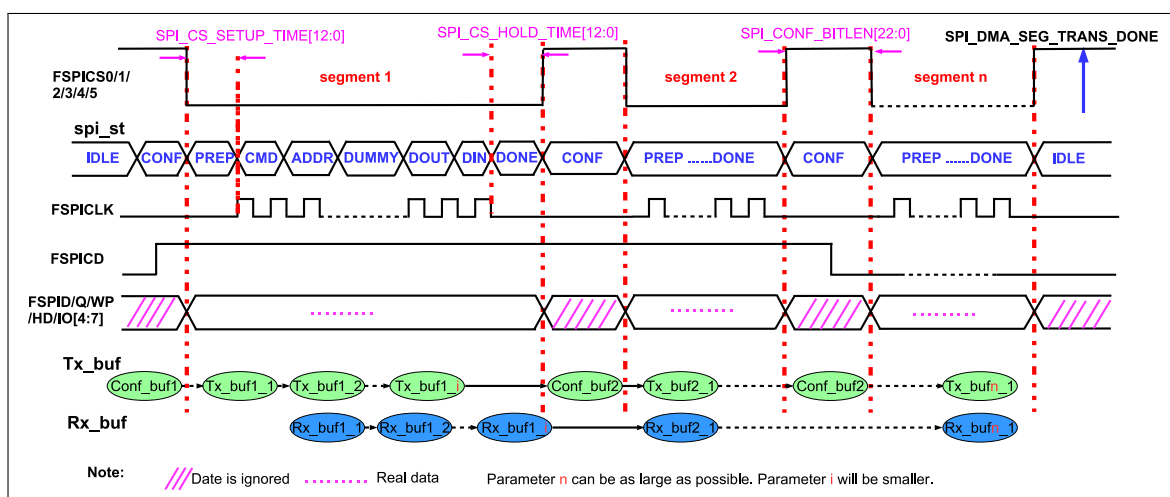 SPI_CS_SETUP_TIME[12:0]
SPI_CS_HOLD_TIME[12:0]
SPI_CONF_BITLEN[22:0]
SPI_DMA_SEG_TRANS_DONE
FSPICS0/1/
2/3/4/5
segment 1
segment 2
segment n
spi_st
IDLE
CONF
PREP
CMD
ADDR
DUMMY
DOUT
DIN
DONE
CONF
PREP ......DONE
CONF
PREP ......DONE
IDLE
FSPICLK
FSPICD
FSPID/Q/WP
/HD/IO[4:7]
Tx_buf
Conf_buf1
Tx_buf1_1
Tx_buf1_2
Tx_buf1_i
Conf_buf2
Tx_buf2_1
Conf_buf2
Tx_bufn_1
Rx_buf
Rx_buf1_1
Rx_buf1_2
Rx_buf1_
Rx_buf2_1
Rx_bufn_1
Note:
Date is ignored
Real data
Parameter n can be as large as possible. Parameter i will be smaller.